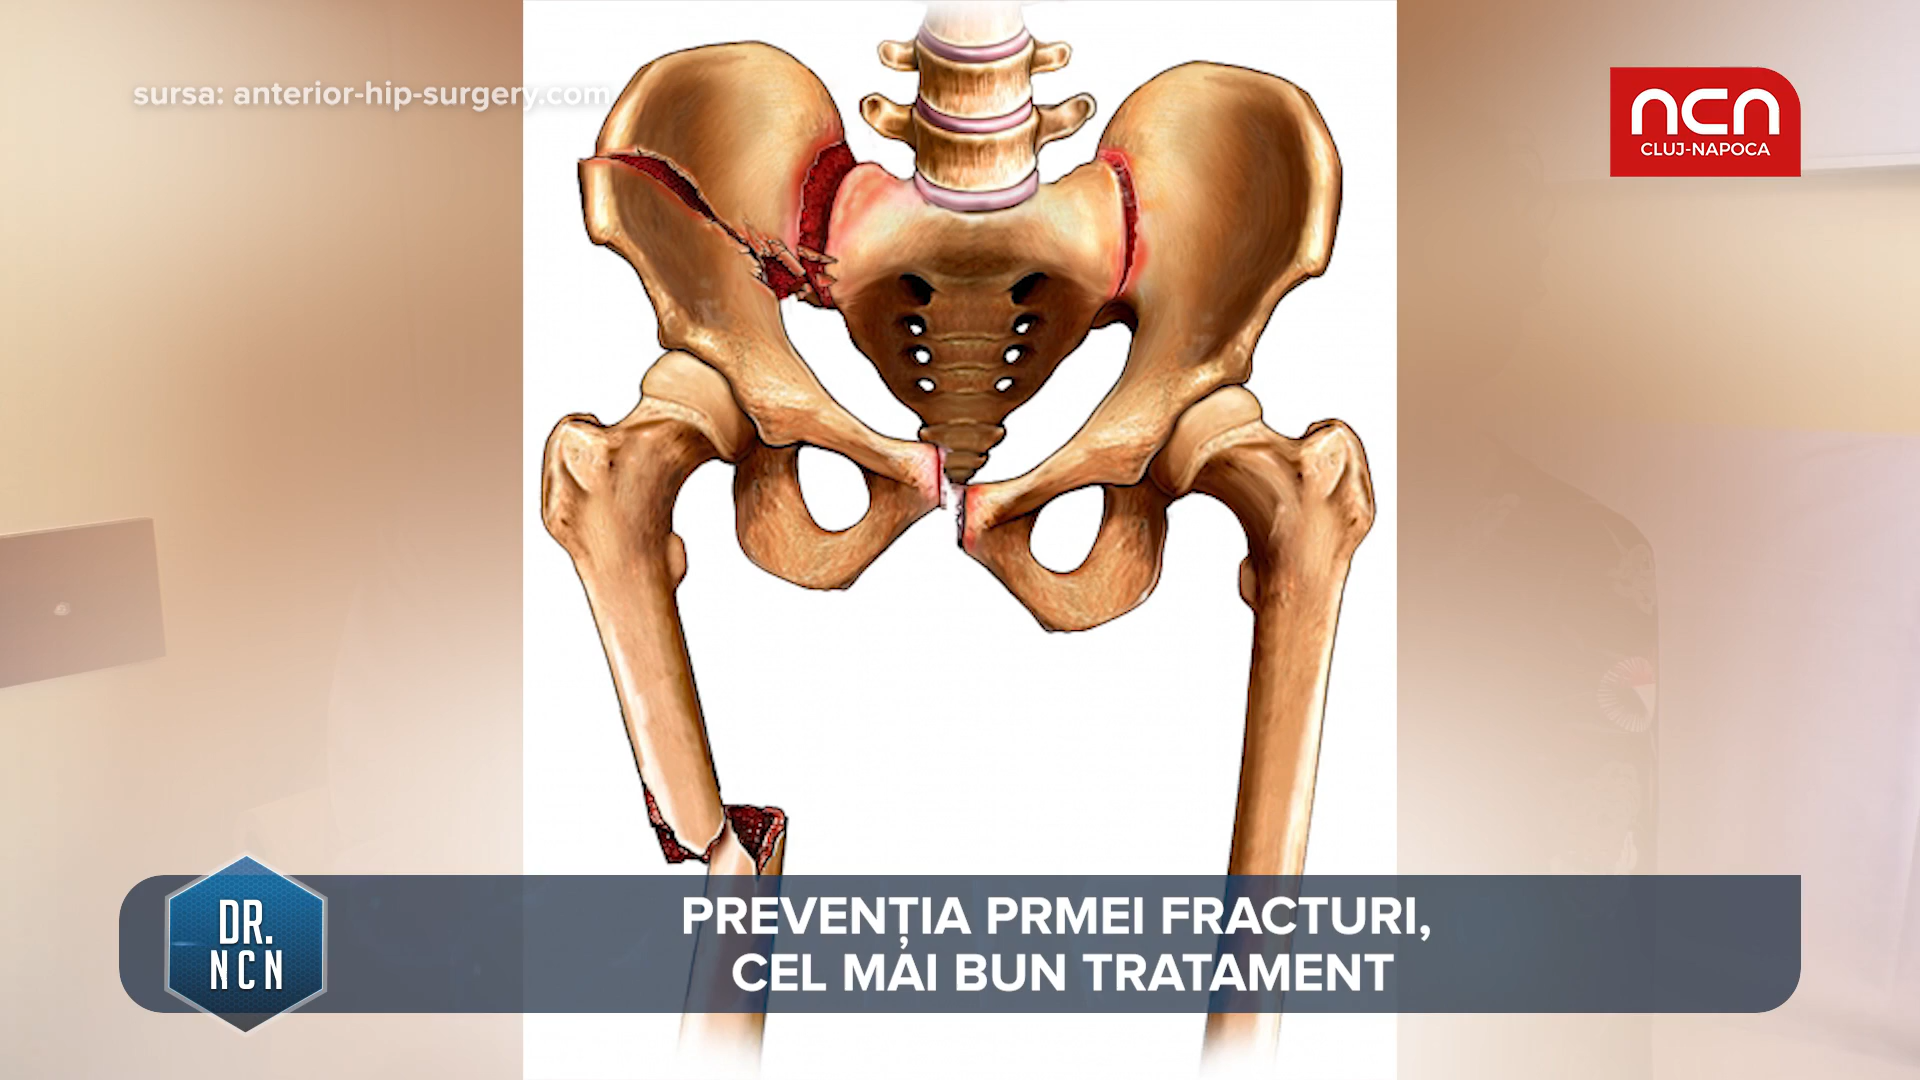 sursa: anterior-hip-surgery.com
ncn
CLUJ-NAPOCA
DR.
NCN
PREVENȚIA PRMEI FRACTURI,
CEL MAI BUN TRATAMENT